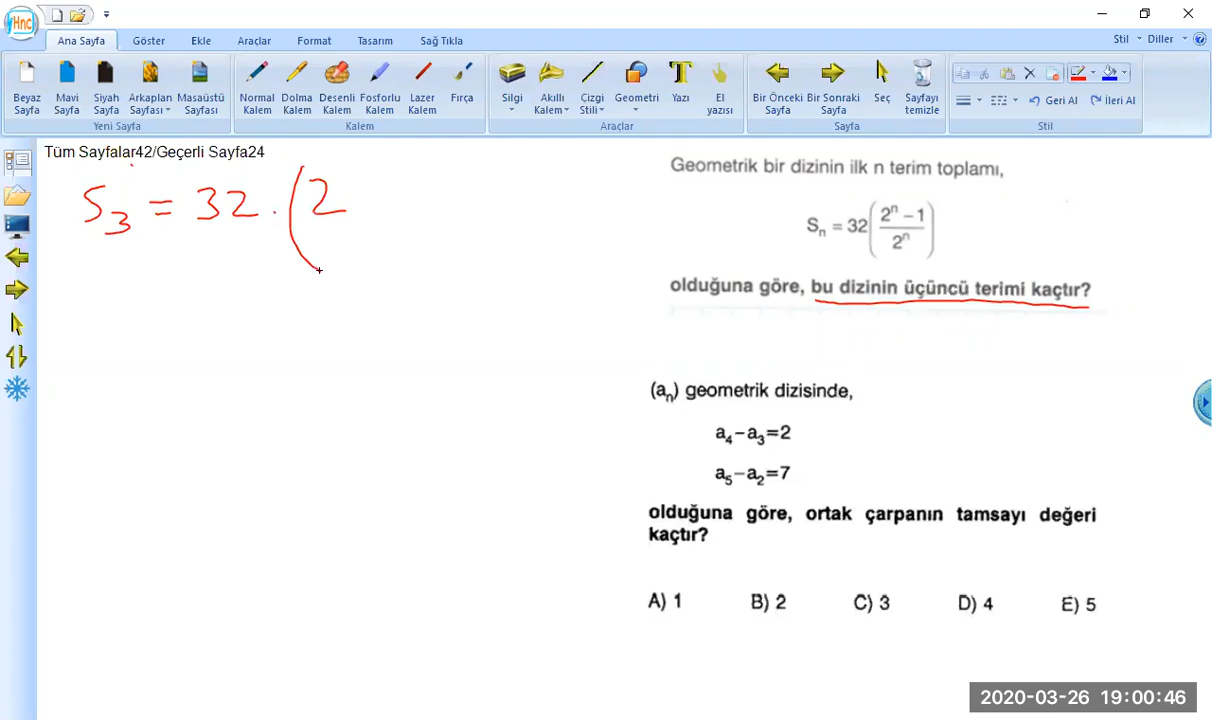 Hnc
Ana Sayfa Göster Ekle Araçlar Format Tasarım Sağ Tıkla
Stil Diller
Beyaz Sayfa
Mavi Sayfa
Siyah Sayfa
Arkaplan Sayfası
Masaüstü Sayfası
Yeni Sayfa
Normal Kalem
Dolma Kalem
Desenli Kalem
Fosforlu Kalem
Lazer Kalem
Fırça
Kalem
Silgi
Akıllı Kalem
Çizgi Stili
Geometri
Yazı
El yazısı
Araçlar
Bir Önceki Sayfa
Bir Sonraki Sayfa
Seç
Sayfayı temizle
Sayfa
Geri Al İleri Al
Stil
Tüm Sayfalar42/Geçerli Sayfa24
S₃ = 32 . (2
Geometrik bir dizinin ilk n terim toplamı,
Sₙ = 32((2ⁿ – 1)/2ⁿ)
olduğuna göre, bu dizinin üçüncü terimi kaçtır?
(aₙ) geometrik dizisinde,
a₄–a₃=2
a₅–a₂=7
olduğuna göre, ortak çarpanın tamsayı değeri
kaçtır?
A) 1 B) 2 C) 3 D) 4 E) 5
2020-03-26 19:00:46